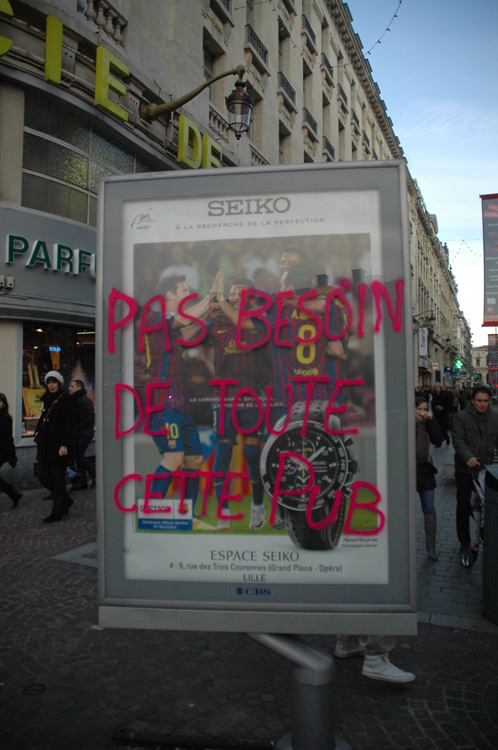 CIE DE
PARF
SEIKO
À LA RECHERCHE DE LA PERFECTION
PAS BESOIN
DE TOUTE
CETTE PUB
10
SEIKO
ESPACE SEIKO
4 - 6, rue des Trois Couronnes (Grand Place - Opéra)
LILLE
CBS